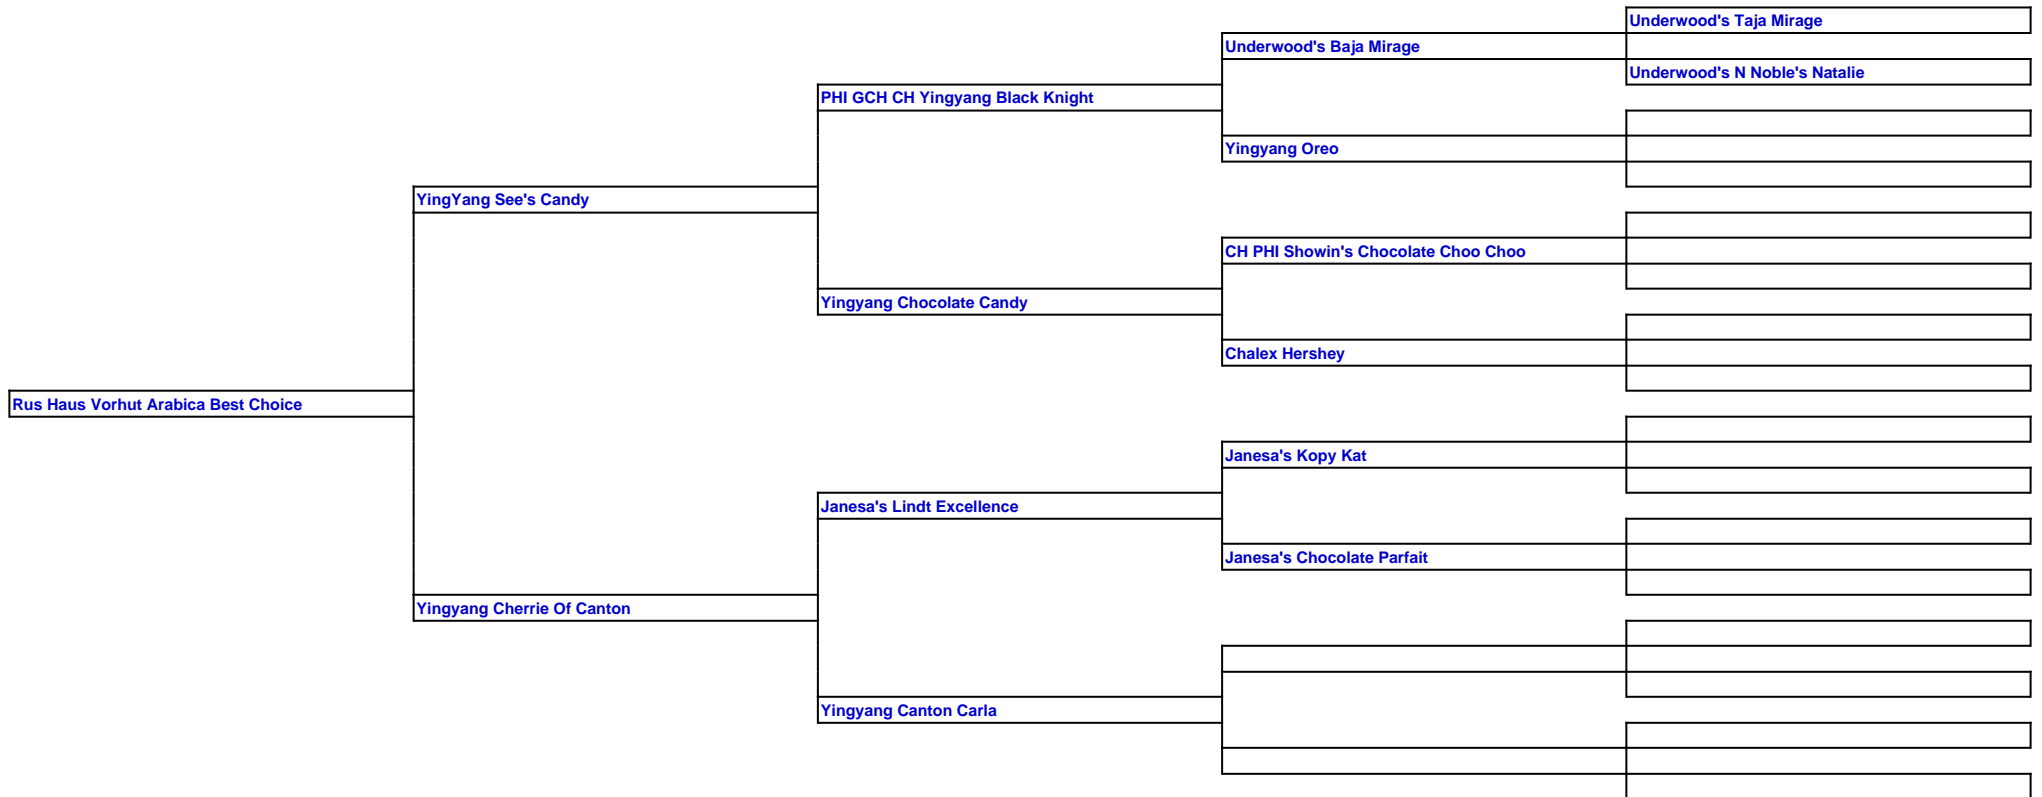 Underwood's Taja Mirage
Underwood's Baja Mirage
Underwood's N Noble's Natalie
PHI GCH CH Yingyang Black Knight
Yingyang Oreo
YingYang See's Candy
CH PHI Showin's Chocolate Choo Choo
Yingyang Chocolate Candy
Chalex Hershey
Rus Haus Vorhut Arabica Best Choice
Janesa's Kopy Kat
Janesa's Lindt Excellence
Janesa's Chocolate Parfait
Yingyang Cherrie Of Canton
Yingyang Canton Carla